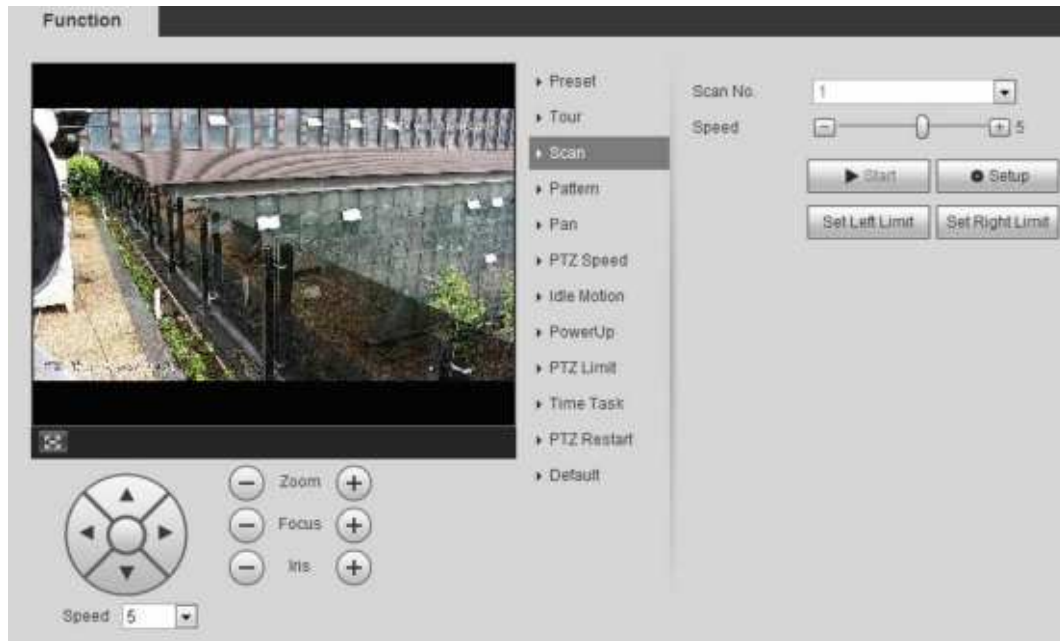 Function
Preset
Tour
Scan
Pattern
Pan
PTZ Speed
Idle Motion
PowerUp
PTZ Limit
Time Task
PTZ Restart
Default
Scan No. 1
Speed 5
Start
Setup
Set Left Limit
Set Right Limit
Zoom
Focus
Iris
Speed 5